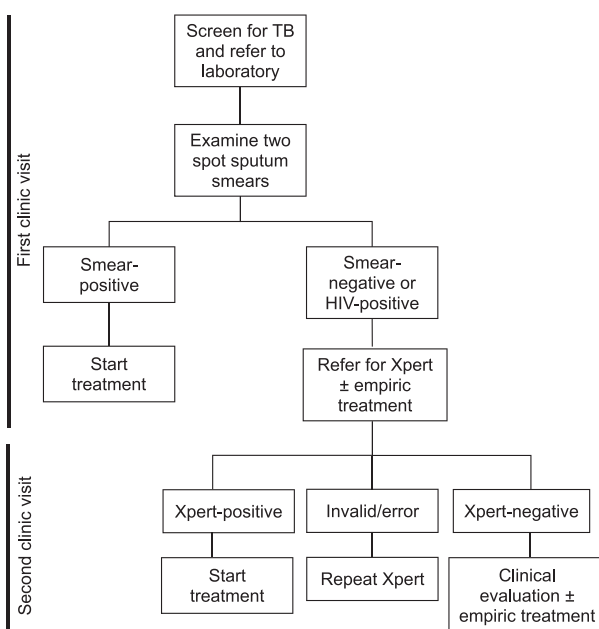 Screen for TB
and refer to
laboratory
Examine two
spot sputum
smears
First clinic visit
Smear-
positive
Smear-
negative or
HIV-positive
Start
treatment
Refer for Xpert
± empiric
treatment
Second clinic visit
Xpert-positive
Invalid/error
Xpert-negative
Start
treatment
Repeat Xpert
Clinical
evaluation ±
empiric treatment